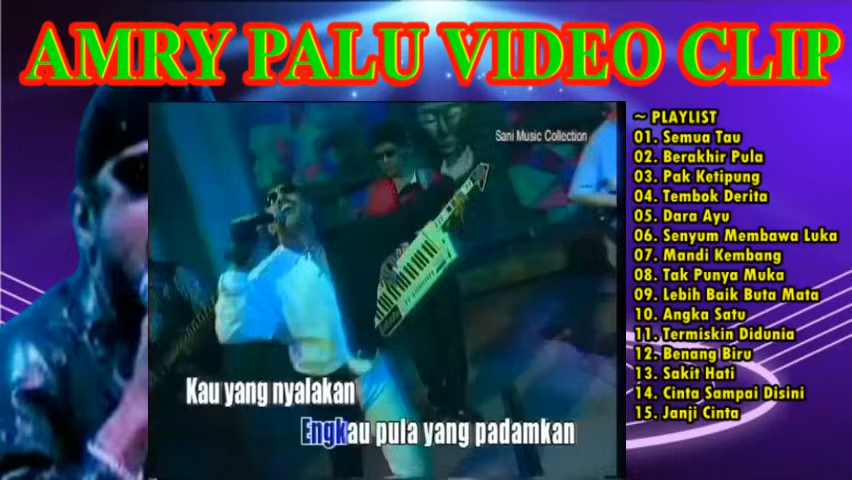 AMRY PALU VIDEO CLIP
Sani Music Collection
Kau yang nyalakan
Engkau pula yang padamkan
~ PLAYLIST
01. Semua Tau
02. Berakhir Pula
03. Pak Ketipung
04. Tembok Derita
05. Dara Ayu
06. Senyum Membawa Luka
07. Mandi Kembang
08. Tak Punya Muka
09. Lebih Baik Buta Mata
10. Angka Satu
11. Termiskin Didunia
12. Benang Biru
13. Sakit Hati
14. Cinta Sampai Disini
15. Janji Cinta